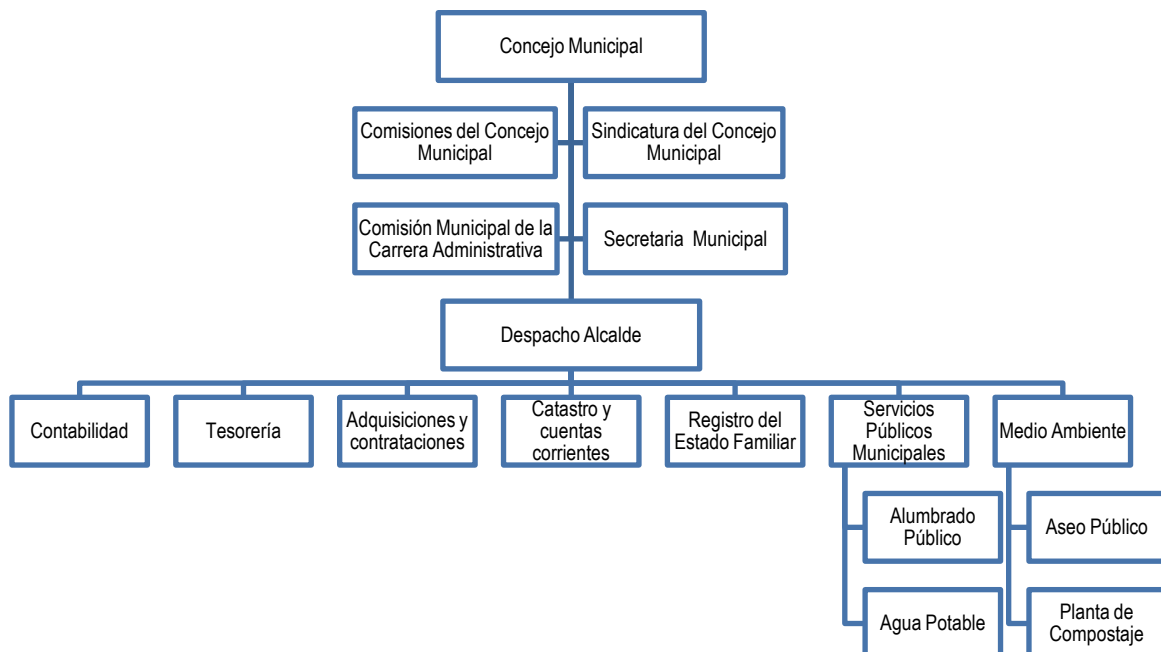 Concejo Municipal
Comisiones del Concejo
Municipal
Sindicatura del Concejo
Municipal
Comisión Municipal de la
Carrera Administrativa
Secretaria Municipal
Despacho Alcalde
Contabilidad
Tesorería
Adquisiciones y
contrataciones
Catastro y
cuentas
corrientes
Registro del
Estado Familiar
Servicios
Públicos
Municipales
Medio Ambiente
Alumbrado
Público
Aseo Público
Agua Potable
Planta de
Compostaje